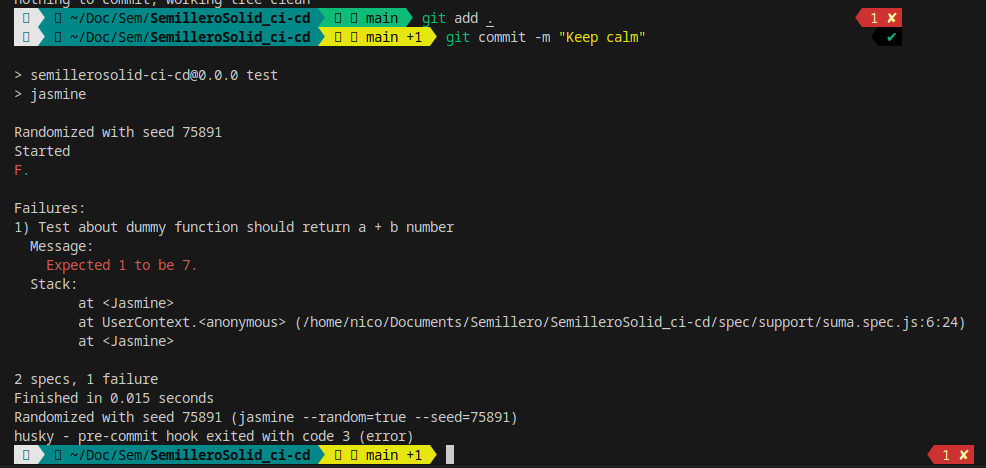 nothing to commit, working tree clean
~/Doc/Sem/SemilleroSolid_ci-cd main git add . 1 ✘
~/Doc/Sem/SemilleroSolid_ci-cd main +1 git commit -m "Keep calm" ✔
> semillerosolid-ci-cd@0.0.0 test
> jasmine
Randomized with seed 75891
Started
F.
Failures:
1) Test about dummy function should return a + b number
Message:
Expected 1 to be 7.
Stack:
at <Jasmine>
at UserContext.<anonymous> (/home/nico/Documents/Semillero/SemilleroSolid_ci-cd/spec/support/suma.spec.js:6:24)
at <Jasmine>
2 specs, 1 failure
Finished in 0.015 seconds
Randomized with seed 75891 (jasmine --random=true --seed=75891)
husky - pre-commit hook exited with code 3 (error)
~/Doc/Sem/SemilleroSolid_ci-cd main +1 1 ✘